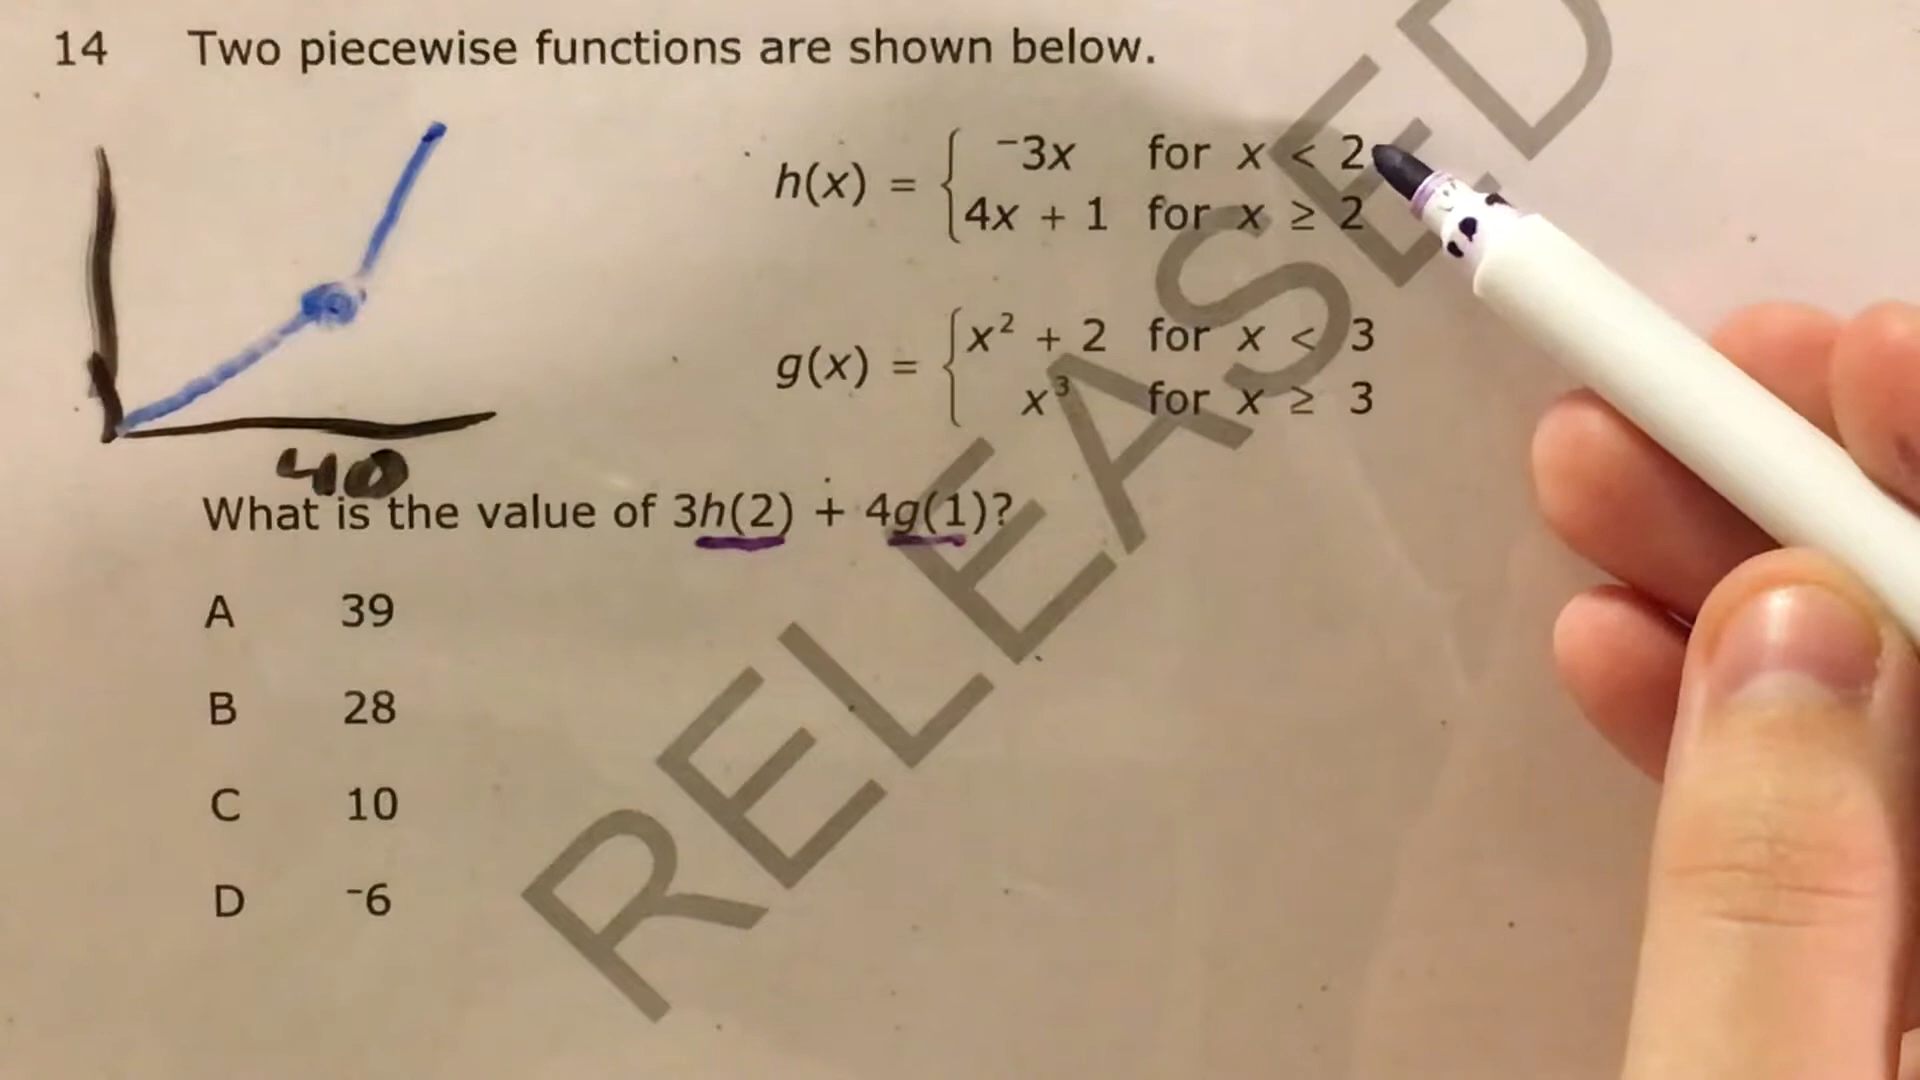 14 Two piecewise functions are shown below.
h(x) = { ⁻3x for x < 2
4x + 1 for x ≥ 2
g(x) = { x² + 2 for x < 3
x³ for x ≥ 3
40
What is the value of 3h(2) + 4g(1)?
A 39
B 28
C 10
D ⁻6
RELEASED